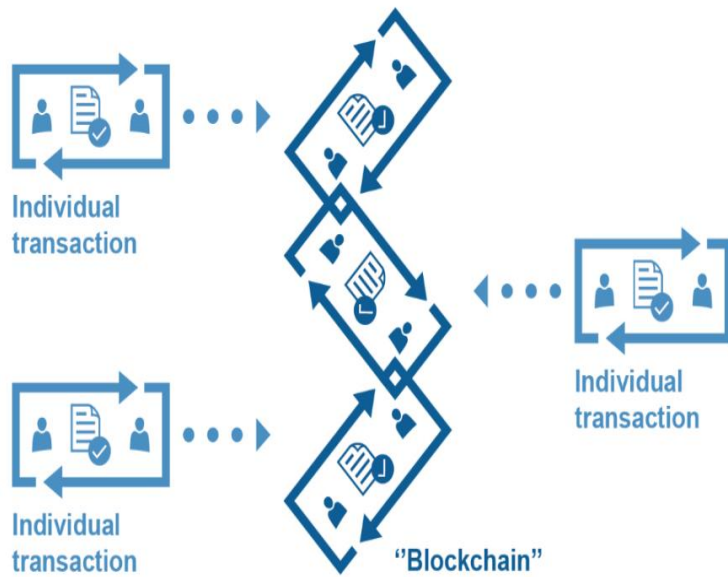 Individual
transaction
Individual
transaction
Individual
transaction
‘‘Blockchain’’